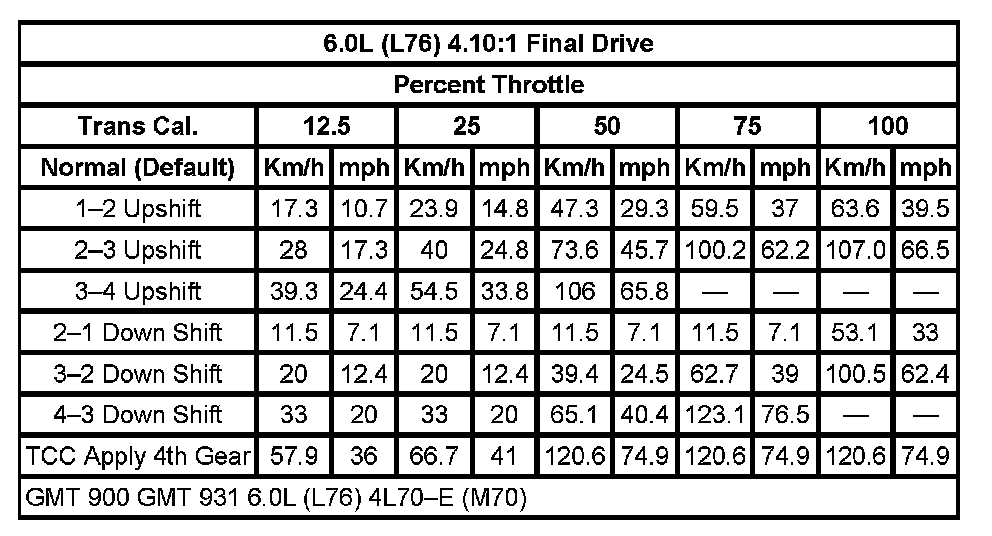 6.0L (L76) 4.10:1 Final Drive
Percent Throttle
Trans Cal. 12.5 25 50 75 100
Normal (Default) Km/h mph Km/h mph Km/h mph Km/h mph Km/h mph
1–2 Upshift 17.3 10.7 23.9 14.8 47.3 29.3 59.5 37 63.6 39.5
2–3 Upshift 28 17.3 40 24.8 73.6 45.7 100.2 62.2 107.0 66.5
3–4 Upshift 39.3 24.4 54.5 33.8 106 65.8 — — — —
2–1 Down Shift 11.5 7.1 11.5 7.1 11.5 7.1 11.5 7.1 53.1 33
3–2 Down Shift 20 12.4 20 12.4 39.4 24.5 62.7 39 100.5 62.4
4–3 Down Shift 33 20 33 20 65.1 40.4 123.1 76.5 — —
TCC Apply 4th Gear 57.9 36 66.7 41 120.6 74.9 120.6 74.9 120.6 74.9
GMT 900 GMT 931 6.0L (L76) 4L70–E (M70)